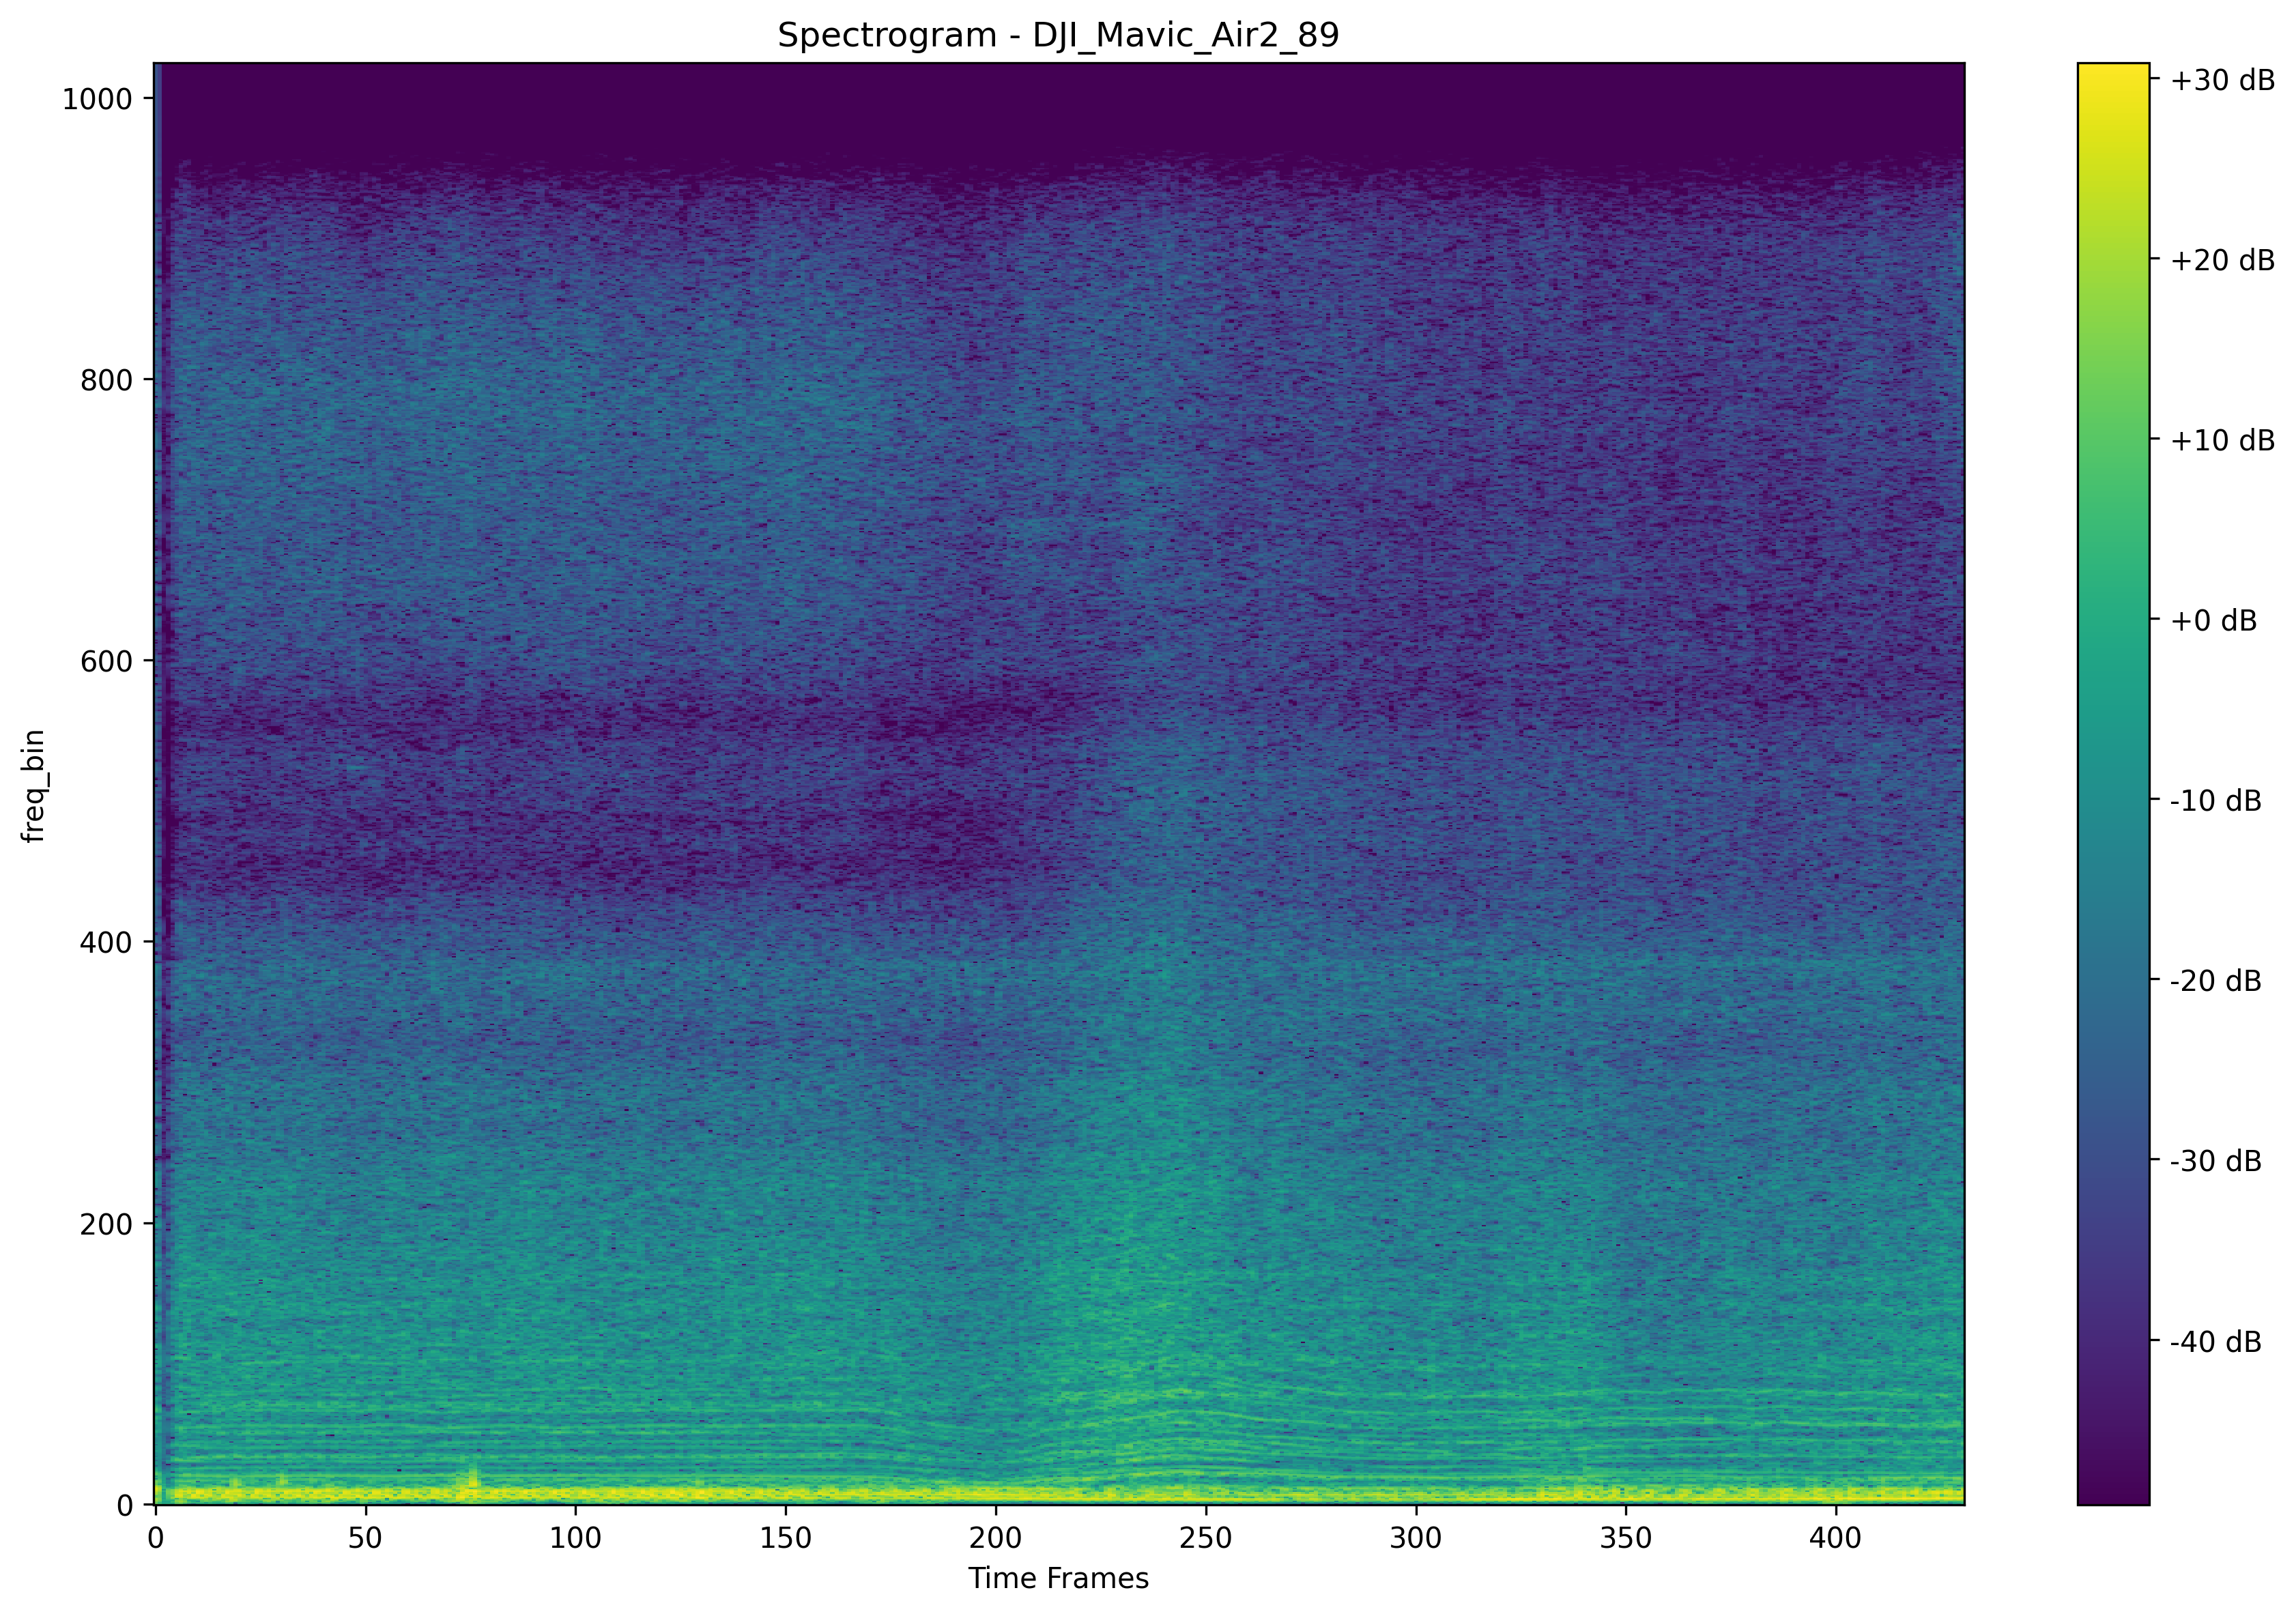 Spectrogram - DJI_Mavic_Air2_89
1000
800
600
400
200
0
freq_bin
0 50 100 150 200 250 300 350 400
Time Frames
+30 dB
+20 dB
+10 dB
+0 dB
-10 dB
-20 dB
-30 dB
-40 dB